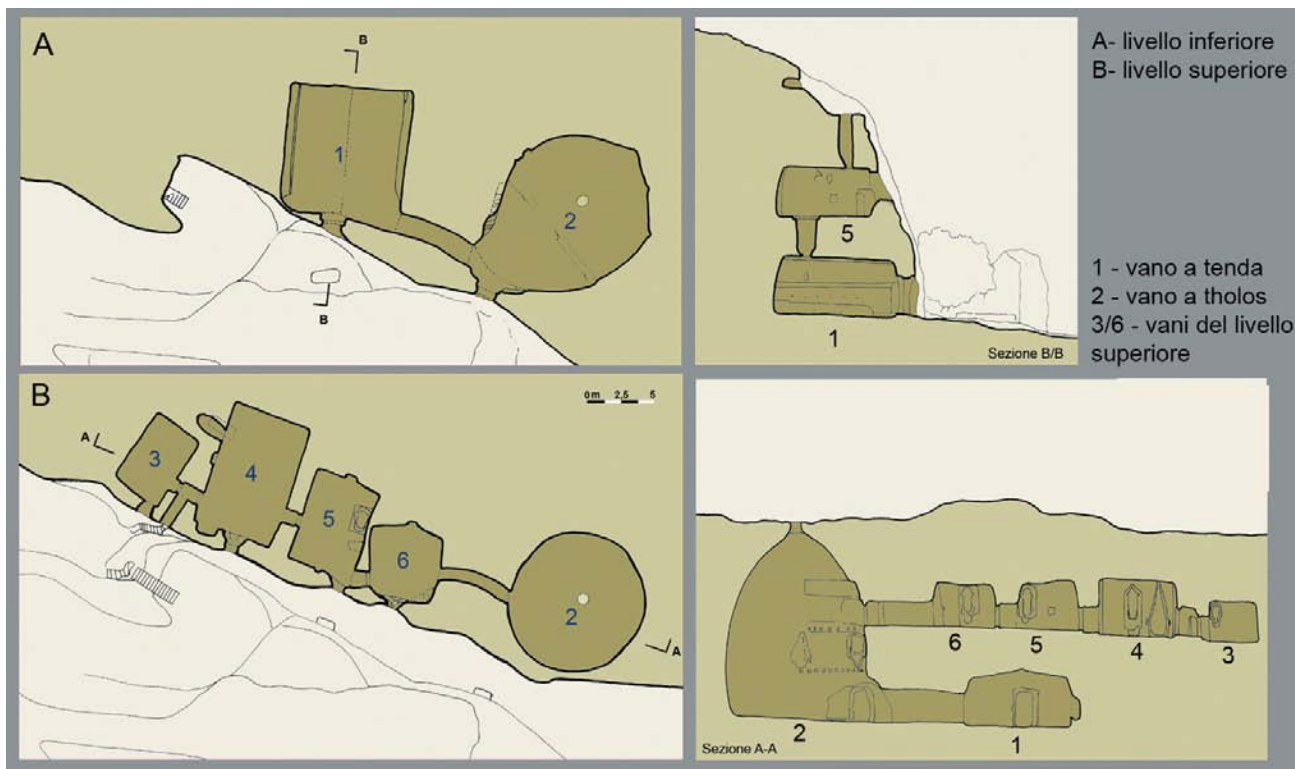 A
B
B
1
2
5
1
Sezione B/B
A- livello inferiore
B- livello superiore
1 - vano a tenda
2 - vano a tholos
3/6 - vani del livello
superiore
B
0m 2,5 5
A
3
4
5
6
2
A
6
5
4
3
2
1
Sezione A-A